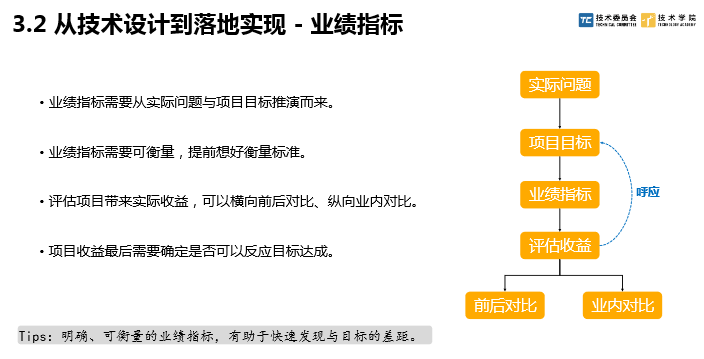 3.2 从技术设计到落地实现 - 业绩指标
TC 技术委员会
TECHNICAL COMMITTEE
技术学院
TECHNOLOGY ACADEMY
• 业绩指标需要从实际问题与项目目标推演而来。
• 业绩指标需要可衡量，提前想好衡量标准。
• 评估项目带来实际收益，可以横向前后对比、纵向业内对比。
• 项目收益最后需要确定是否可以反应目标达成。
实际问题
项目目标
业绩指标
呼应
评估收益
前后对比
业内对比
Tips：明确、可衡量的业绩指标，有助于快速发现与目标的差距。